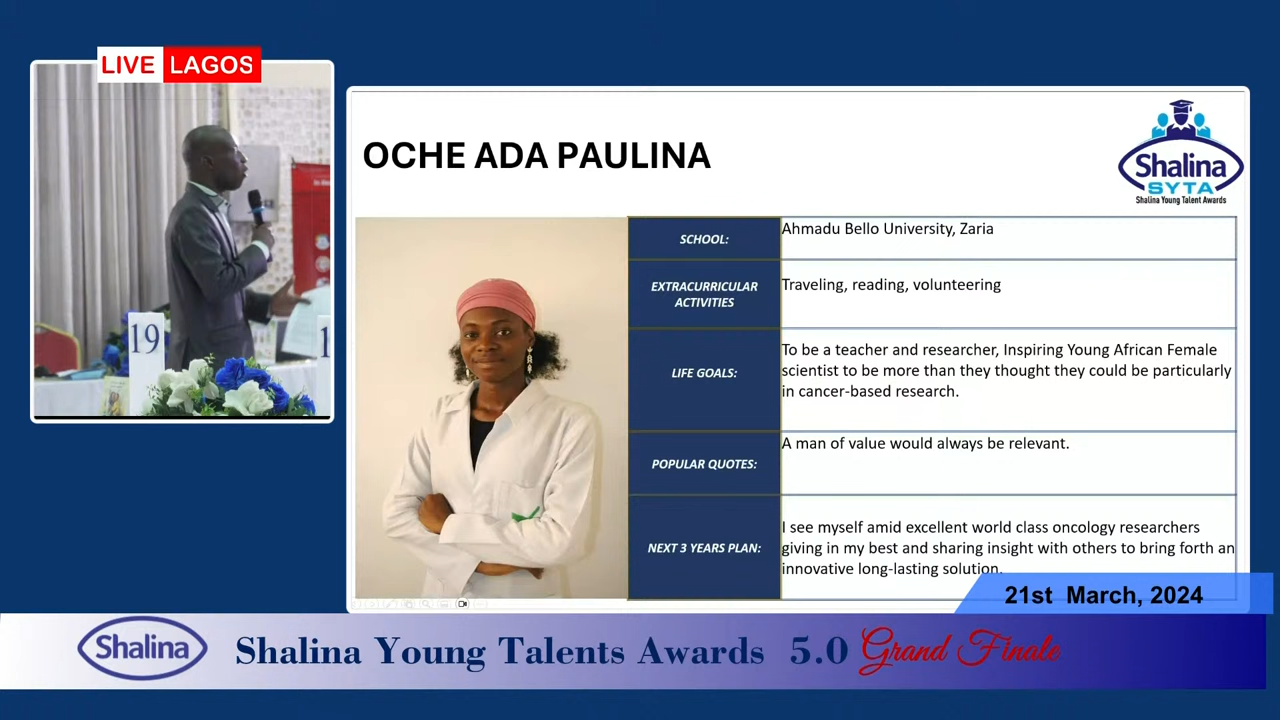 LIVE LAGOS
19
1
OCHE ADA PAULINA
Shalina
SYTA
Shalina Young Talent Awards
SCHOOL:
Ahmadu Bello University, Zaria
EXTRACURRICULAR
ACTIVITIES
Traveling, reading, volunteering
LIFE GOALS:
To be a teacher and researcher, Inspiring Young African Female
scientist to be more than they thought they could be particularly
in cancer-based research.
POPULAR QUOTES:
A man of value would always be relevant.
NEXT 3 YEARS PLAN:
I see myself amid excellent world class oncology researchers
giving in my best and sharing insight with others to bring forth an
innovative long-lasting solution.
21st March, 2024
Shalina
Shalina Young Talents Awards 5.0 Grand Finale